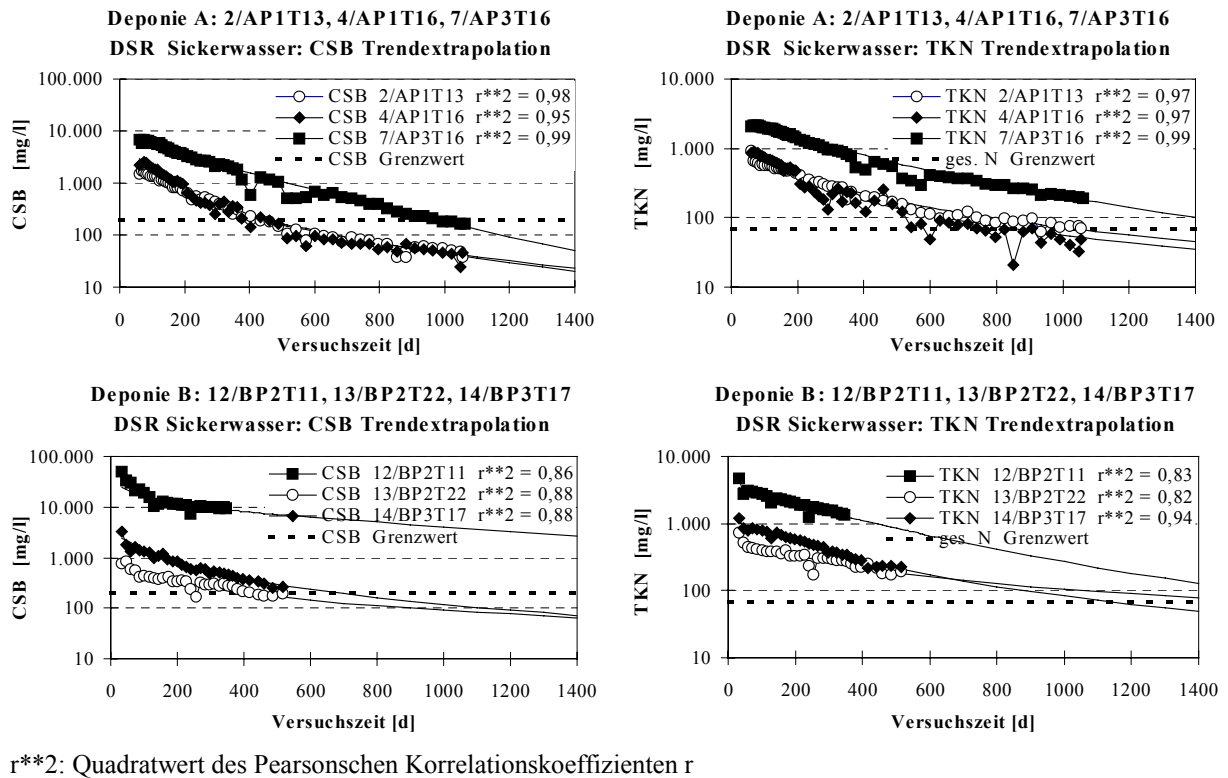 Deponie A: 2/AP1T13, 4/AP1T16, 7/AP3T16
DSR Sickerwasser: CSB Trendextrapolation
CSB [mg/l]
100.000
10.000
1.000
100
10
CSB 2/AP1T13 r**2 = 0,98
CSB 4/AP1T16 r**2 = 0,95
CSB 7/AP3T16 r**2 = 0,99
CSB Grenzwert
0 200 400 600 800 1000 1200 1400
Versuchszeit [d]
Deponie A: 2/AP1T13, 4/AP1T16, 7/AP3T16
DSR Sickerwasser: TKN Trendextrapolation
TKN [mg/l]
10.000
1.000
100
10
TKN 2/AP1T13 r**2 = 0,97
TKN 4/AP1T16 r**2 = 0,97
TKN 7/AP3T16 r**2 = 0,99
ges. N Grenzwert
0 200 400 600 800 1000 1200 1400
Versuchszeit [d]
Deponie B: 12/BP2T11, 13/BP2T22, 14/BP3T17
DSR Sickerwasser: CSB Trendextrapolation
CSB [mg/l]
100.000
10.000
1.000
100
10
CSB 12/BP2T11 r**2 = 0,86
CSB 13/BP2T22 r**2 = 0,88
CSB 14/BP3T17 r**2 = 0,88
CSB Grenzwert
0 200 400 600 800 1000 1200 1400
Versuchszeit [d]
Deponie B: 12/BP2T11, 13/BP2T22, 14/BP3T17
DSR Sickerwasser: TKN Trendextrapolation
TKN [mg/l]
10.000
1.000
100
10
TKN 12/BP2T11 r**2 = 0,83
TKN 13/BP2T22 r**2 = 0,82
TKN 14/BP3T17 r**2 = 0,94
ges. N Grenzwert
0 200 400 600 800 1000 1200 1400
Versuchszeit [d]
r**2: Quadratwert des Pearsonschen Korrelationskoeffizienten r